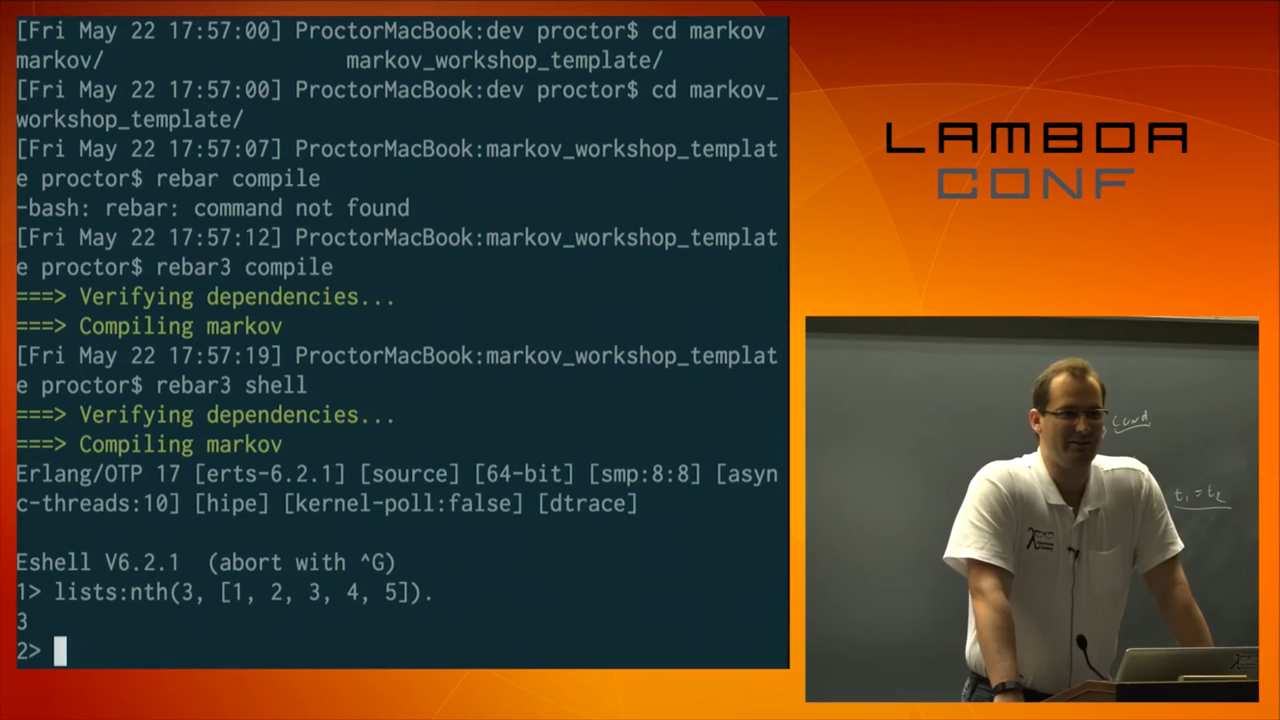 [Fri May 22 17:57:00] ProctorMacBook:dev proctor$ cd markov
markov/                    markov_workshop_template/
[Fri May 22 17:57:00] ProctorMacBook:dev proctor$ cd markov_
workshop_template/
[Fri May 22 17:57:07] ProctorMacBook:markov_workshop_templat
e proctor$ rebar compile
-bash: rebar: command not found
[Fri May 22 17:57:12] ProctorMacBook:markov_workshop_templat
e proctor$ rebar3 compile
===> Verifying dependencies...
===> Compiling markov
[Fri May 22 17:57:19] ProctorMacBook:markov_workshop_templat
e proctor$ rebar3 shell
===> Verifying dependencies...
===> Compiling markov
Erlang/OTP 17 [erts-6.2.1] [source] [64-bit] [smp:8:8] [asyn
c-threads:10] [hipe] [kernel-poll:false] [dtrace]
Eshell V6.2.1  (abort with ^G)
1> lists:nth(3, [1, 2, 3, 4, 5]).
3
2>
LAMBDA
CONF
cond
t1 = t2